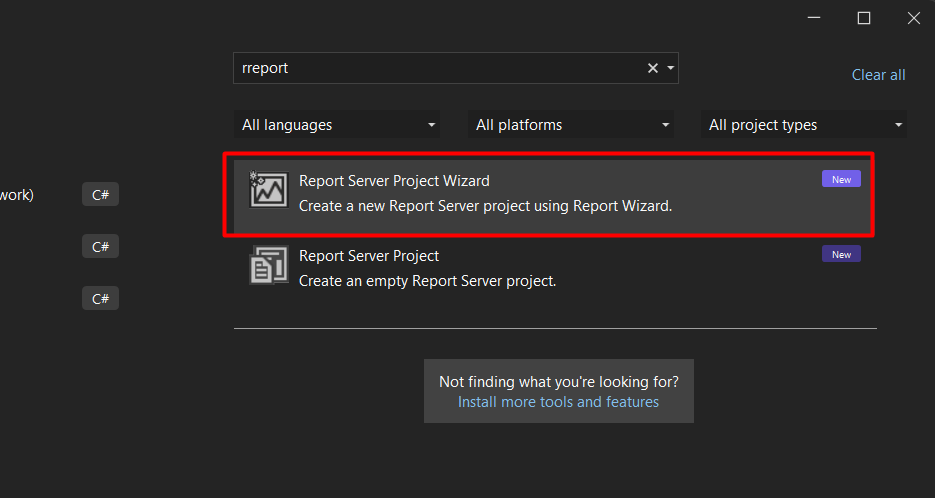 rreport
Clear all
All languages
All platforms
All project types
work)
C#
C#
C#
Report Server Project Wizard
New
Create a new Report Server project using Report Wizard.
Report Server Project
New
Create an empty Report Server project.
Not finding what you're looking for?
Install more tools and features